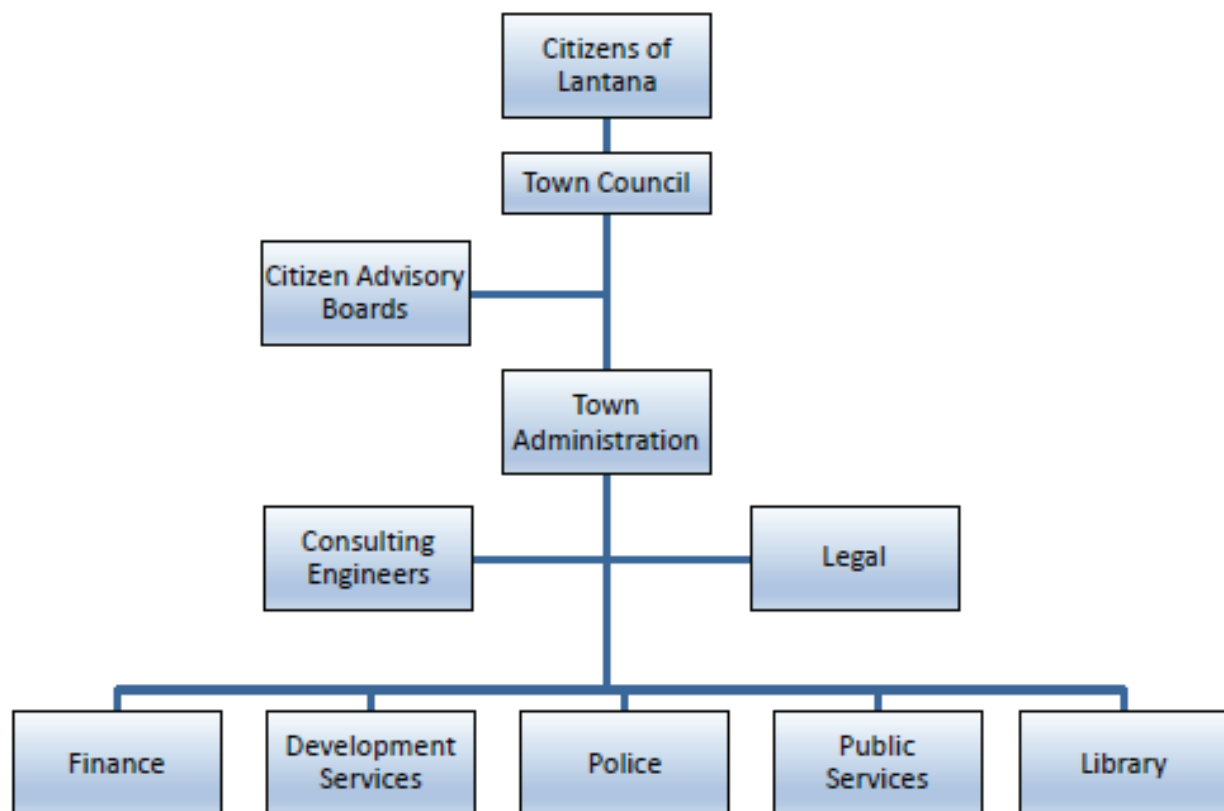 Citizens of
Lantana
Town Council
Citizen Advisory
Boards
Town
Administration
Consulting
Engineers
Legal
Finance
Development
Services
Police
Public
Services
Library